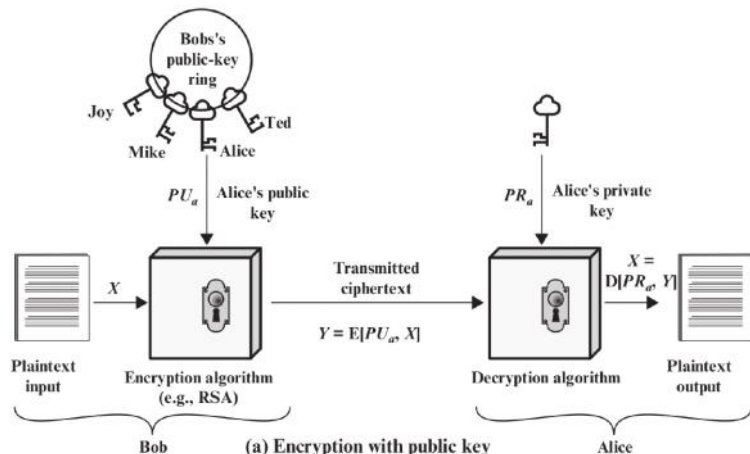 Bobs's
public-key
ring
Joy
Ted
Mike
Alice
PUa
Alice's public
key
PRa
Alice's private
key
X
Transmitted
ciphertext
X =
D[PRa, Y]
Y = E[PUa, X]
Plaintext
input
Encryption algorithm
(e.g., RSA)
Decryption algorithm
Plaintext
output
Bob
(a) Encryption with public key
Alice